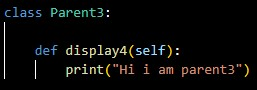 class Parent3:
    def display4(self):
        print("Hi i am parent3")